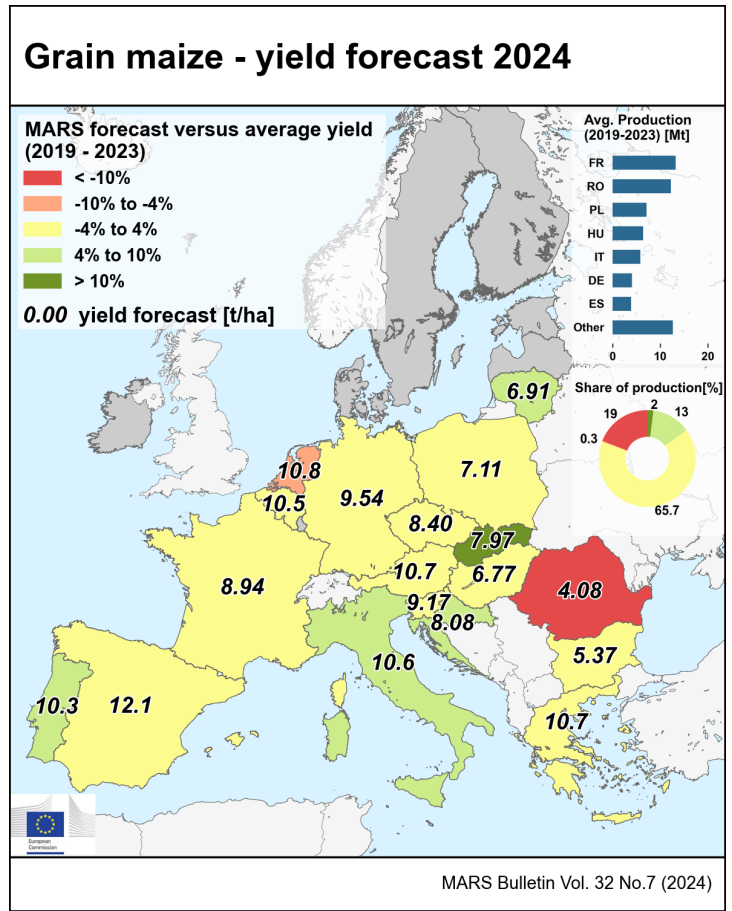 Grain maize - yield forecast 2024
MARS forecast versus average yield
(2019 - 2023)
< -10%
-10% to -4%
-4% to 4%
4% to 10%
> 10%
0.00 yield forecast [t/ha]
Avg. Production
(2019-2023) [Mt]
FR
RO
PL
HU
IT
DE
ES
Other
0 10 20
Share of production[%]
2
19 13
0.3
65.7
6.91
10.8
7.11
10.5
9.54
8.40
7.97
10.7
6.77
8.94
4.08
9.17
8.08
5.37
10.6
10.3
12.1
10.7
European
Commission
MARS Bulletin Vol. 32 No.7 (2024)